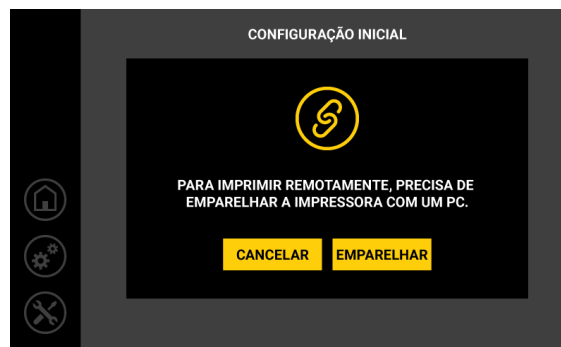 CONFIGURAÇÃO INICIAL
PARA IMPRIMIR REMOTAMENTE, PRECISA DE
EMPARELHAR A IMPRESSORA COM UM PC.
CANCELAR EMPARELHAR